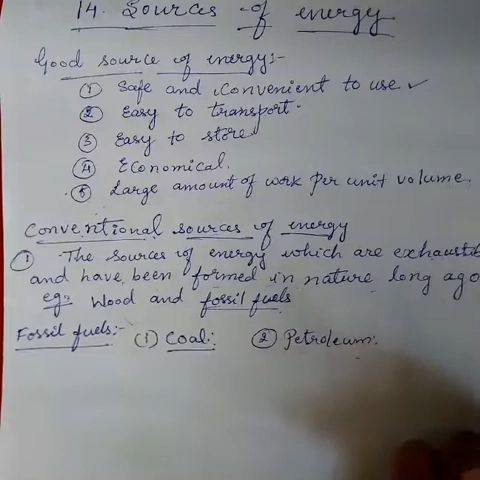 14. Sources of energy
Good source of energy:-
① Safe and convenient to use ✓
② Easy to transport.
③ Easy to store
④ Economical.
⑤ Large amount of work per unit volume.
Conventional sources of energy
① The sources of energy which are exhaustib
and have been formed in nature long ago
eg:- Wood and fossil fuels
Fossil fuels:- (1) Coal: ② Petroleum: